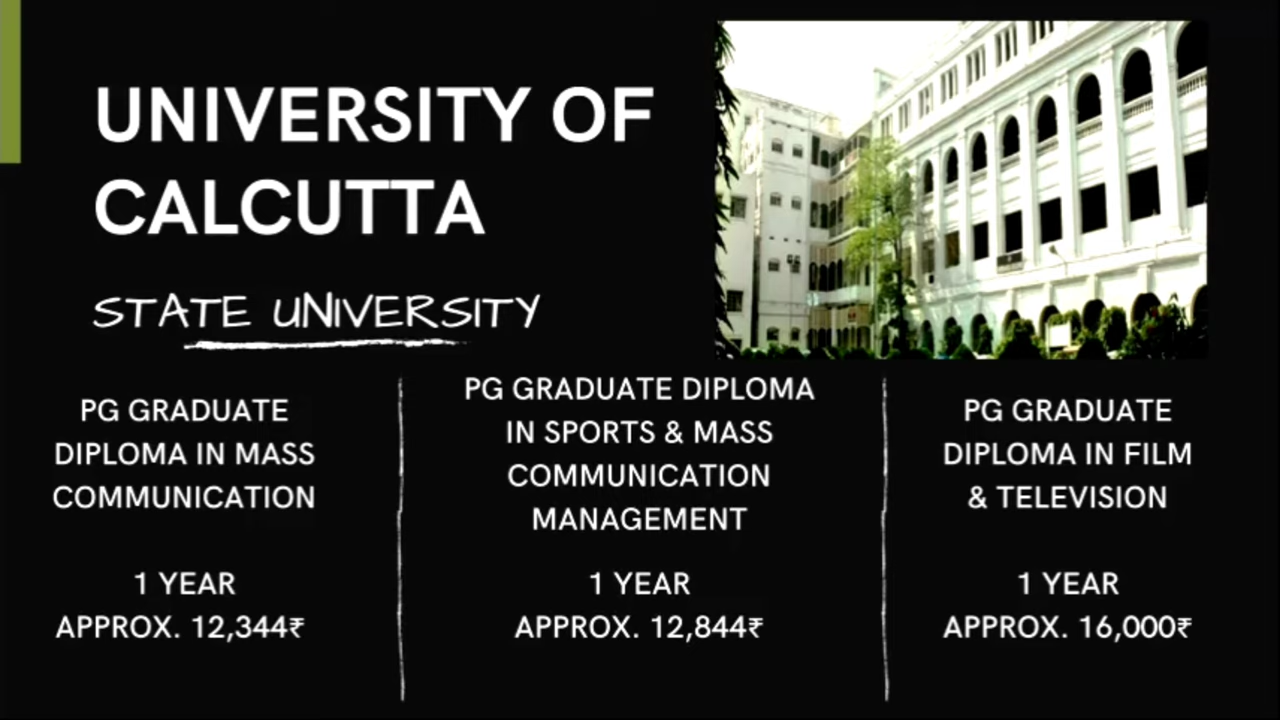 UNIVERSITY OF
CALCUTTA
STATE UNIVERSITY
PG GRADUATE
DIPLOMA IN MASS
COMMUNICATION
1 YEAR
APPROX. 12,344₹
PG GRADUATE DIPLOMA
IN SPORTS & MASS
COMMUNICATION
MANAGEMENT
1 YEAR
APPROX. 12,844₹
PG GRADUATE
DIPLOMA IN FILM
& TELEVISION
1 YEAR
APPROX. 16,000₹